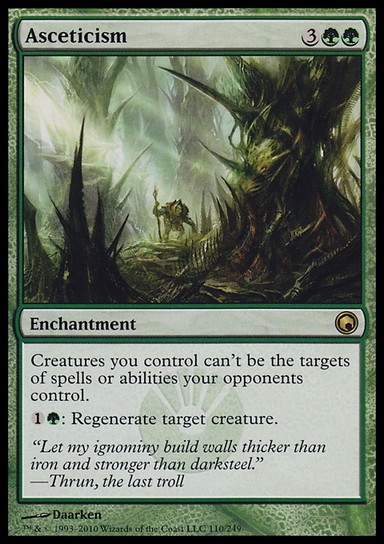 Asceticism 3
Enchantment
Creatures you control can't be the targets
of spells or abilities your opponents
control.
1 : Regenerate target creature.
"Let my ignominy build walls thicker than
iron and stronger than darksteel."
—Thrun, the last troll
Daarken
™ & © 1993-2010 Wizards of the Coast LLC 110/249